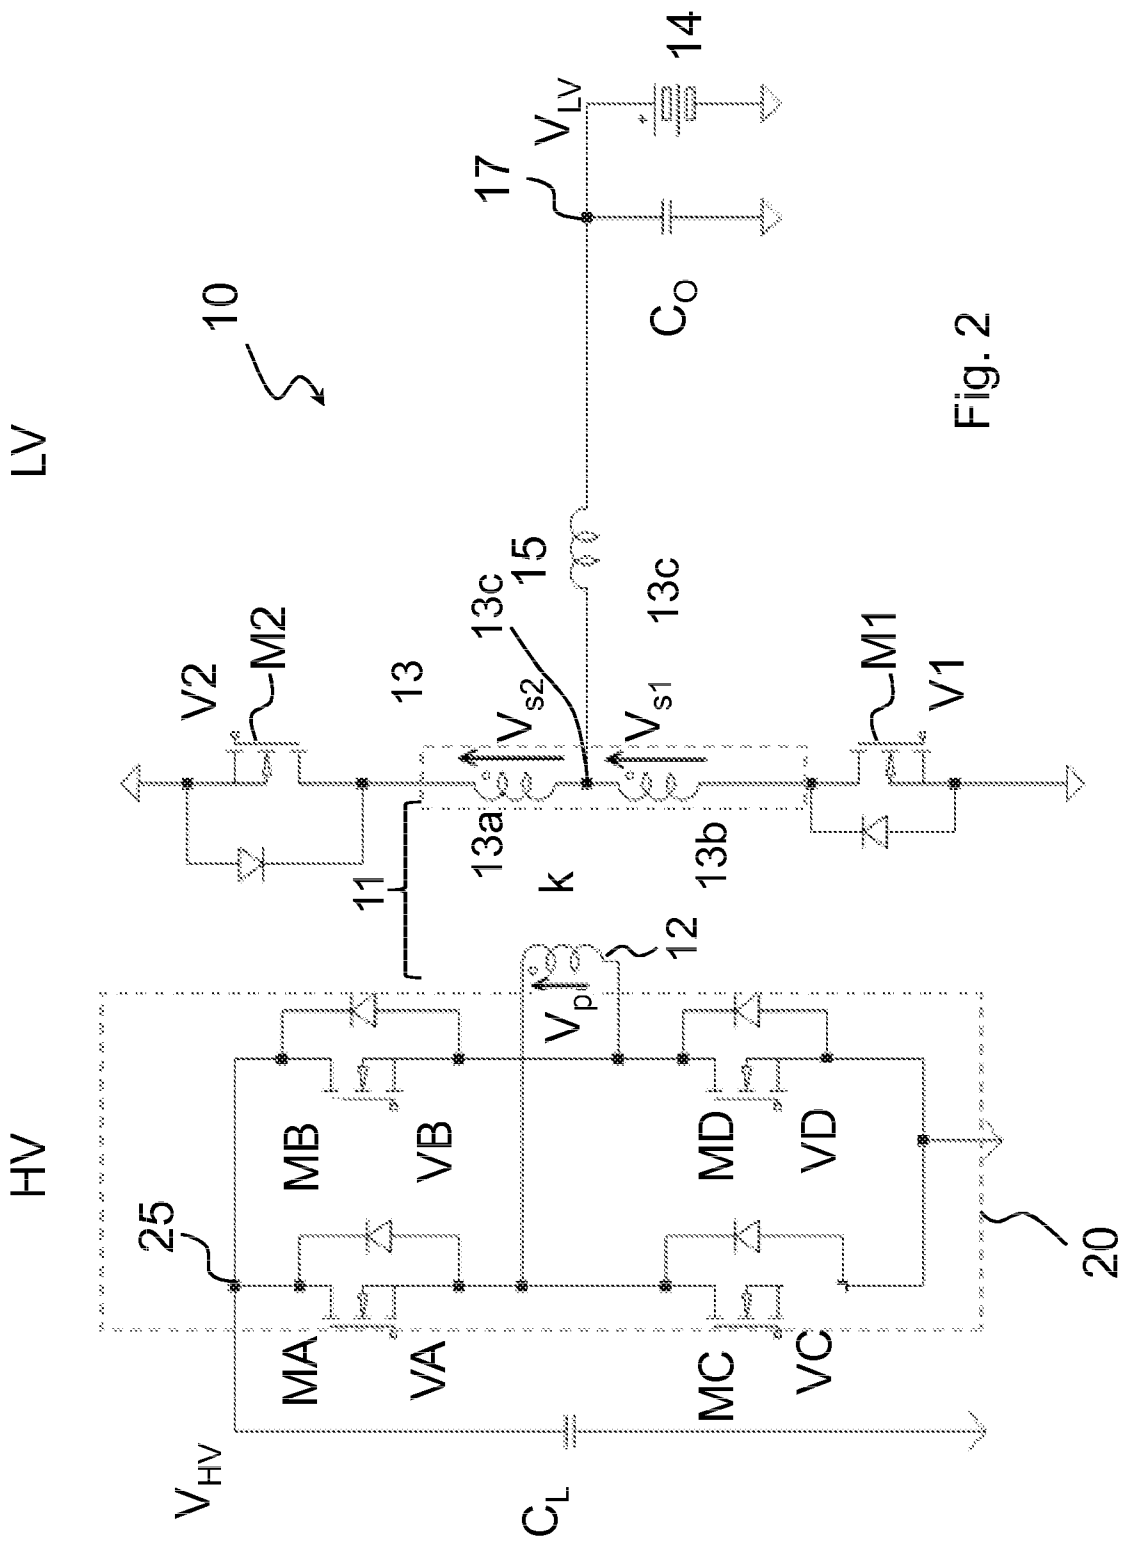 HV
LV
V_HV
C_L
25
MA
VA
MB
VB
MC
VC
MD
VD
20
V_p
12
11
k
13
13a
13b
13c
13c
V_s2
V_s1
V2
M2
M1
V1
15
10
17
V_LV
14
C_O
Fig. 2